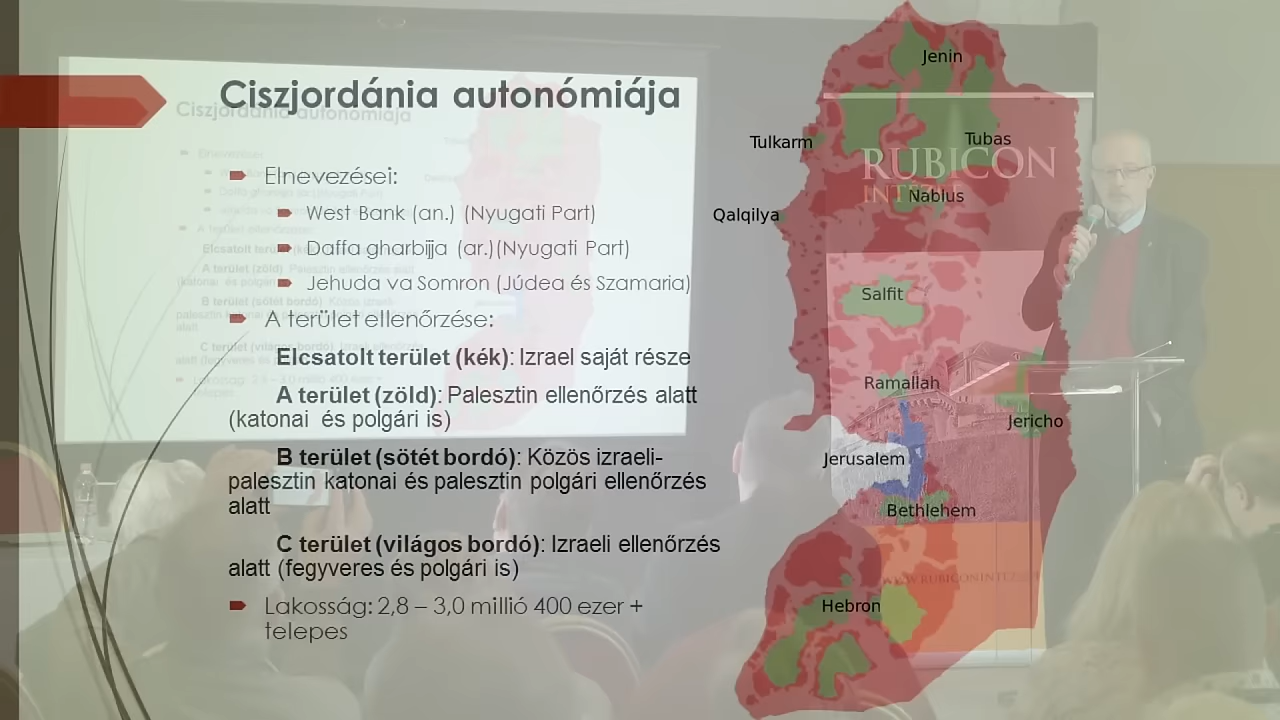 Ciszjordánia autonómiája
Elnevezései:
West Bank (an.) (Nyugati Part)
Daffa gharbijja (ar.)(Nyugati Part)
Jehuda va Somron (Júdea és Szamaria)
A terület ellenőrzése:
Elcsatolt terület (kék): Izrael saját része
A terület (zöld): Palesztin ellenőrzés alatt
(katonai és polgári is)
B terület (sötét bordó): Közös izraeli-
palesztin katonai és palesztin polgári ellenőrzés
alatt
C terület (világos bordó): Izraeli ellenőrzés
alatt (fegyveres és polgári is)
Lakosság: 2,8 – 3,0 millió 400 ezer +
telepes
Jenin
Tulkarm
Tubas
RUBICON
Nablus
Qalqilya
Salfit
Ramallah
Jericho
Jerusalem
Bethlehem
Hebron